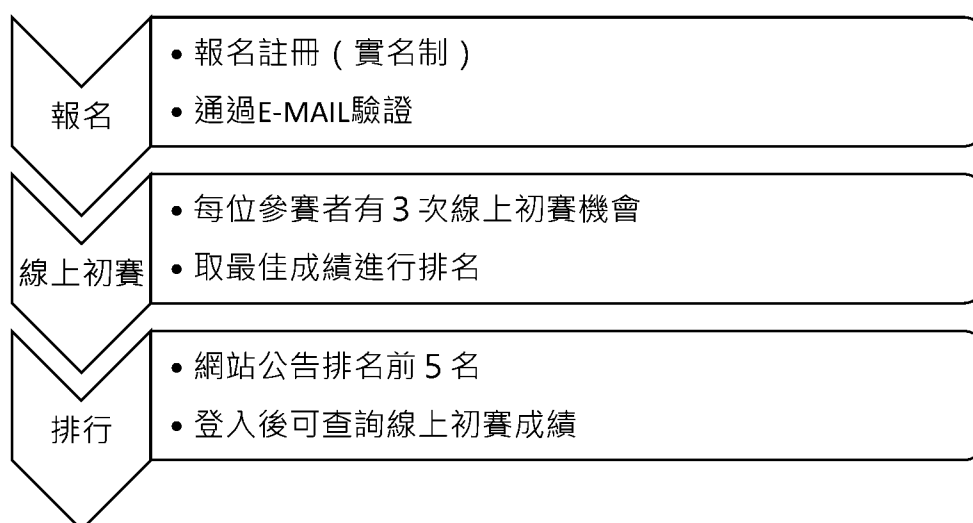 報名
• 報名註冊（實名制）
• 通過E-MAIL驗證
線上初賽
• 每位參賽者有 3 次線上初賽機會
• 取最佳成績進行排名
排行
• 網站公告排名前 5 名
• 登入後可查詢線上初賽成績